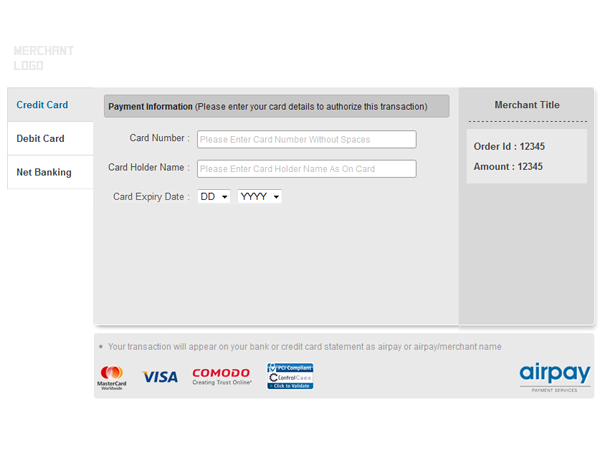 MERCHANT
LOGO
Credit Card
Debit Card
Net Banking
Payment Information (Please enter your card details to authorize this transaction)
Card Number : Please Enter Card Number Without Spaces
Card Holder Name : Please Enter Card Holder Name As On Card
Card Expiry Date : DD YYYY
Merchant Title
Order Id : 12345
Amount : 12345
Your transaction will appear on your bank or credit card statement as airpay or airpay/merchant name
MasterCard
Worldwide
VISA
COMODO
Creating Trust Online®
PCI Compliant
ControlCase
Click to Validate
airpay
PAYMENT SERVICES